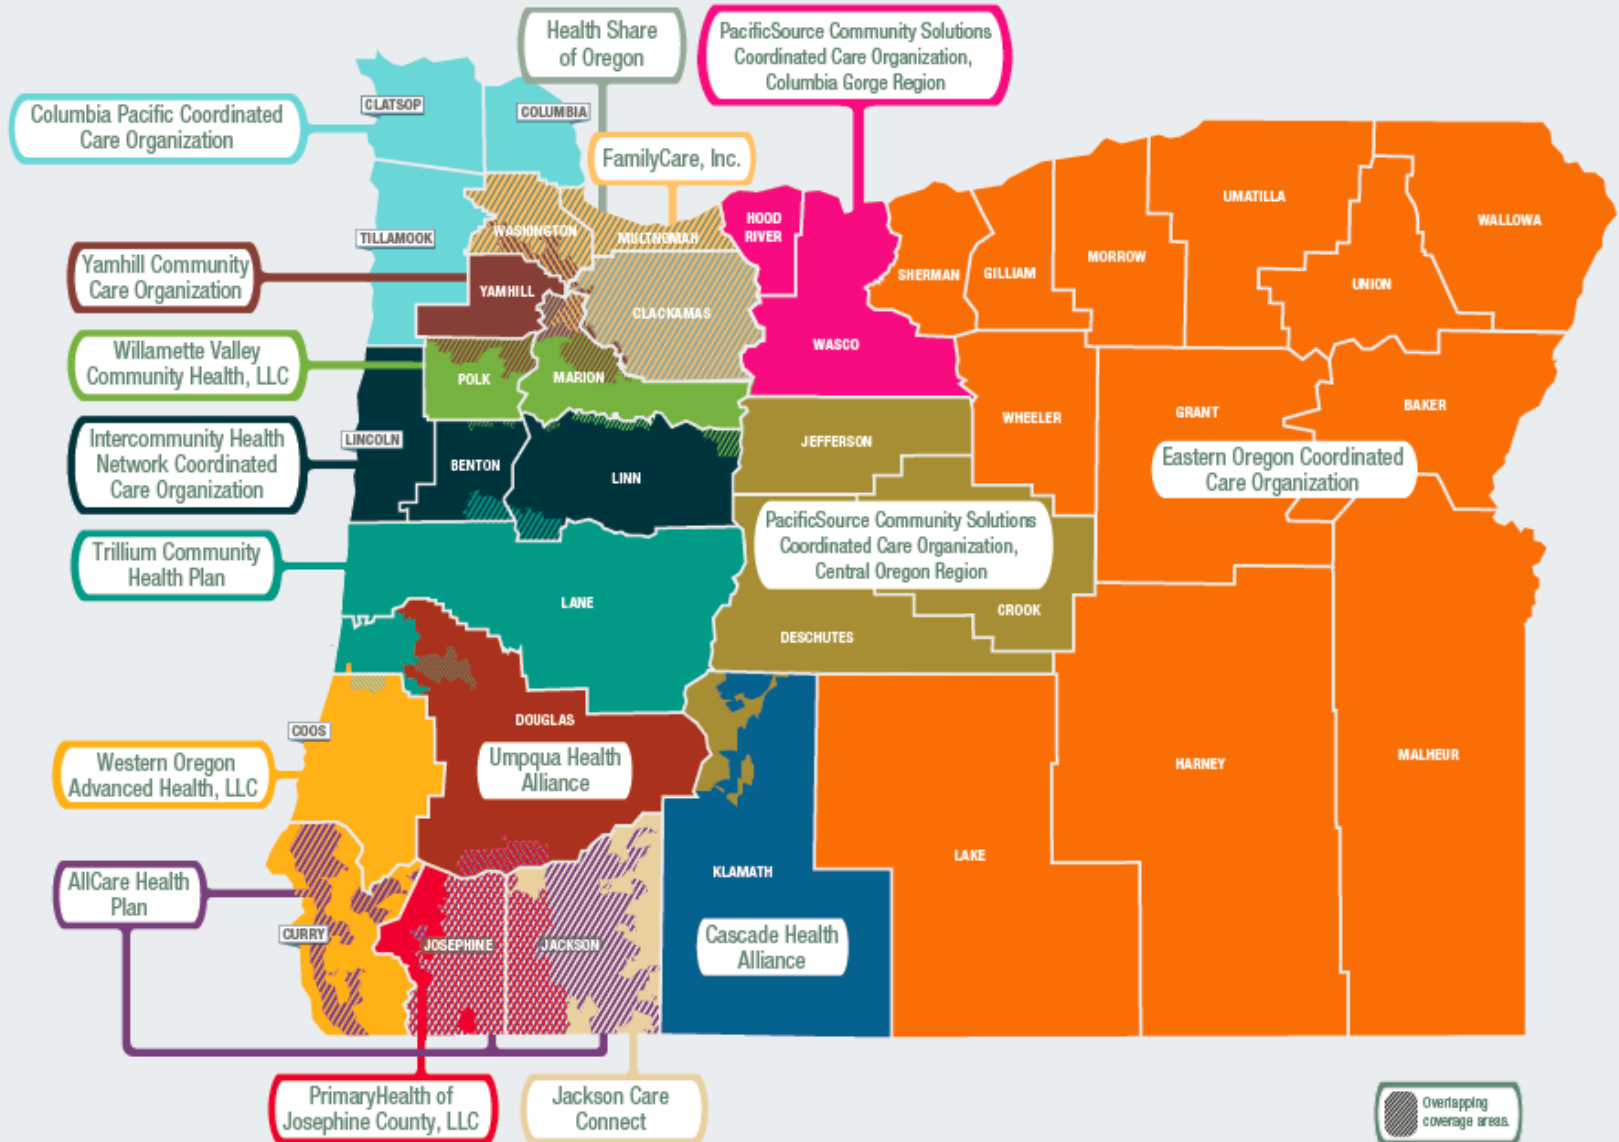 Health Share
of Oregon
PacificSource Community Solutions
Coordinated Care Organization,
Columbia Gorge Region
Columbia Pacific Coordinated
Care Organization
CLATSOP
COLUMBIA
FamilyCare, Inc.
HOOD
RIVER
UMATILLA
WALLOWA
TILLAMOOK
WASHINGTON
MULTNOMAH
MORROW
SHERMAN
GILLIAM
UNION
Yamhill Community
Care Organization
YAMHILL
CLACKAMAS
WASCO
Willamette Valley
Community Health, LLC
POLK
MARION
WHEELER
GRANT
BAKER
Intercommunity Health
Network Coordinated
Care Organization
LINCOLN
BENTON
LINN
JEFFERSON
Eastern Oregon Coordinated
Care Organization
PacificSource Community Solutions
Coordinated Care Organization,
Central Oregon Region
Trillium Community
Health Plan
LANE
CROOK
DESCHUTES
COOS
DOUGLAS
Umpqua Health
Alliance
Western Oregon
Advanced Health, LLC
HARNEY
MALHEUR
LAKE
KLAMATH
AllCare Health
Plan
CURRY
JOSEPHINE
JACKSON
Cascade Health
Alliance
PrimaryHealth of
Josephine County, LLC
Jackson Care
Connect
Overlapping
coverage areas.